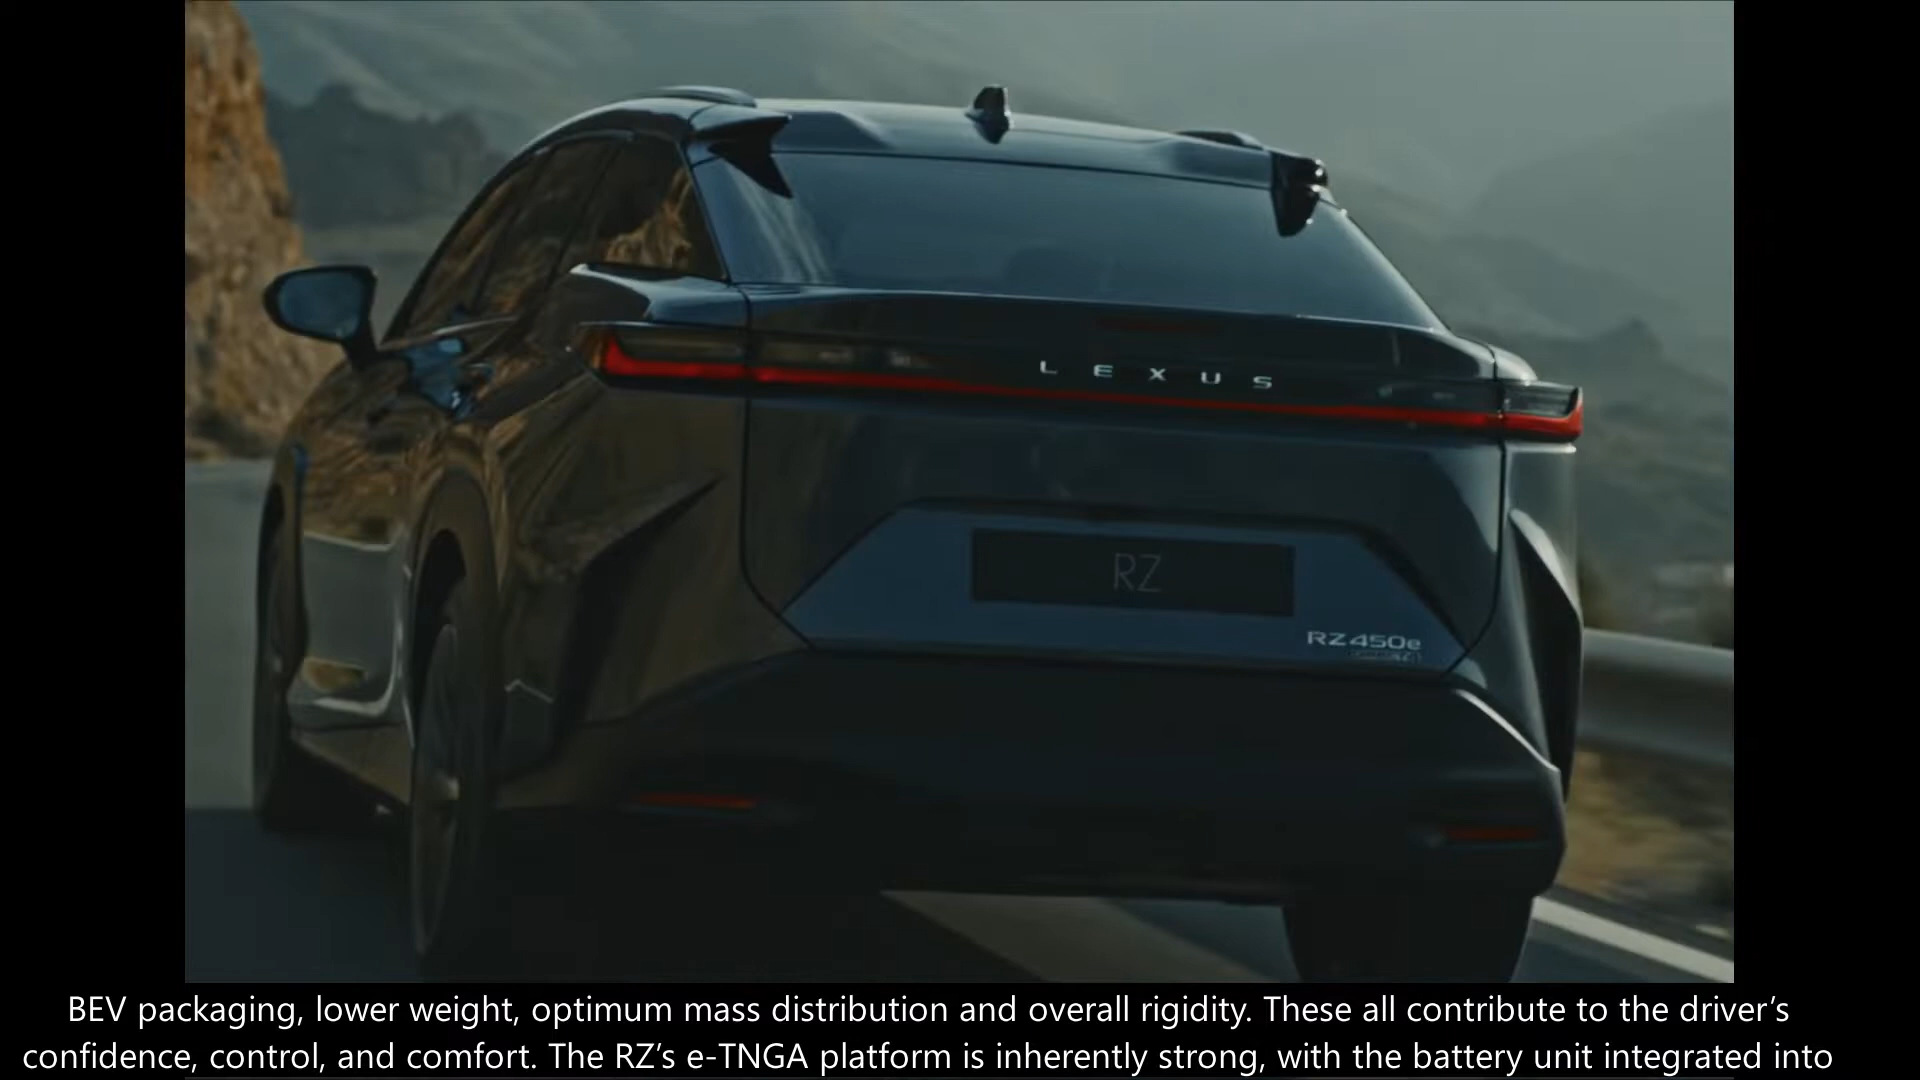 LEXUS
RZ
RZ450e
BEV packaging, lower weight, optimum mass distribution and overall rigidity. These all contribute to the driver’s
confidence, control, and comfort. The RZ’s e-TNGA platform is inherently strong, with the battery unit integrated into